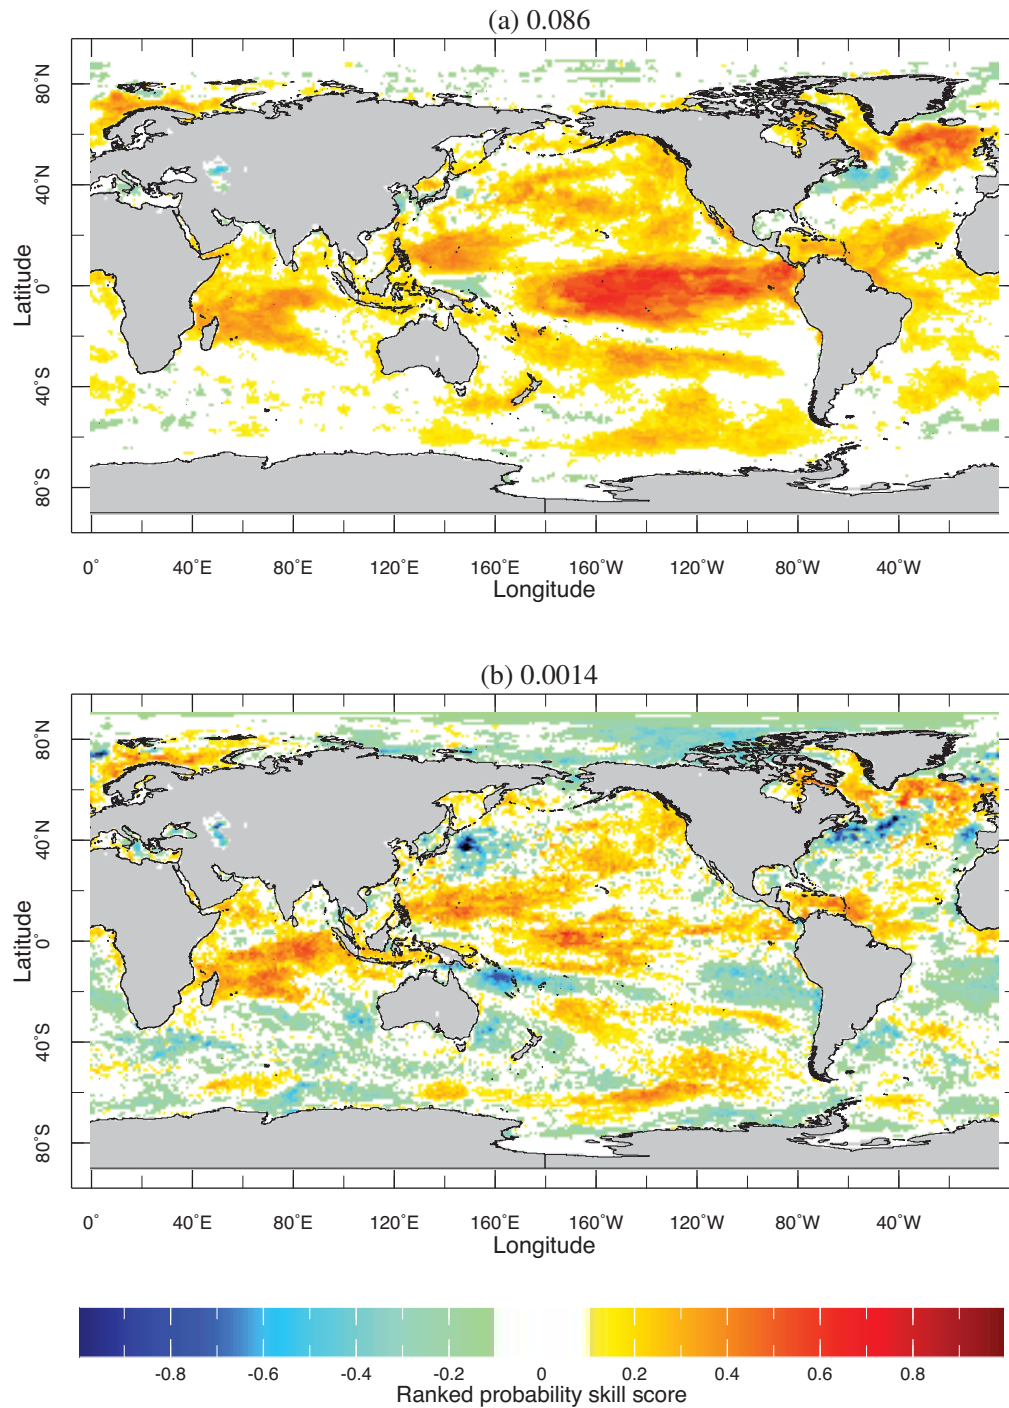 (a) 0.086
80°N
40°N
0°
40°S
80°S
Latitude
0° 40°E 80°E 120°E 160°E 160°W 120°W 80°W 40°W
Longitude
(b) 0.0014
80°N
40°N
0°
40°S
80°S
Latitude
0° 40°E 80°E 120°E 160°E 160°W 120°W 80°W 40°W
Longitude
-0.8 -0.6 -0.4 -0.2 0 0.2 0.4 0.6 0.8
Ranked probability skill score